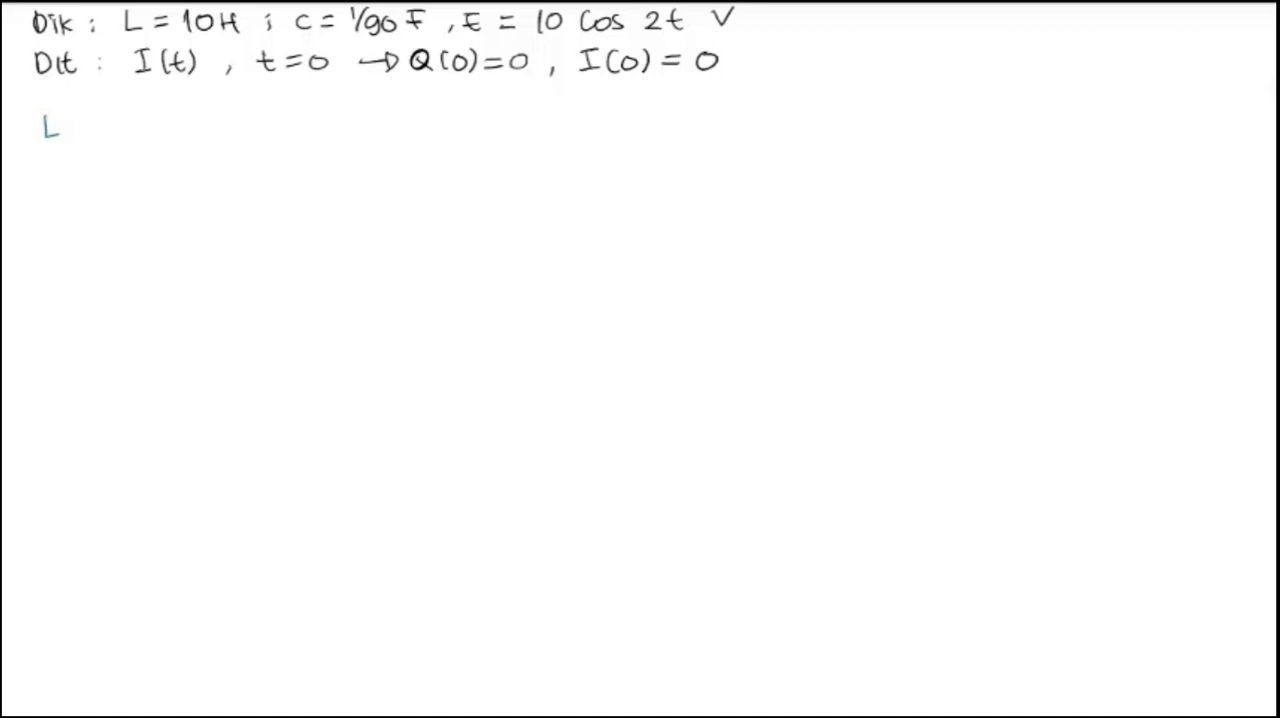 Dik : L = 10H ; c = 1/90 F , E = 10 Cos 2t V
Dit : I(t) , t=0 → Q(0)=0 , I(0) = 0
L